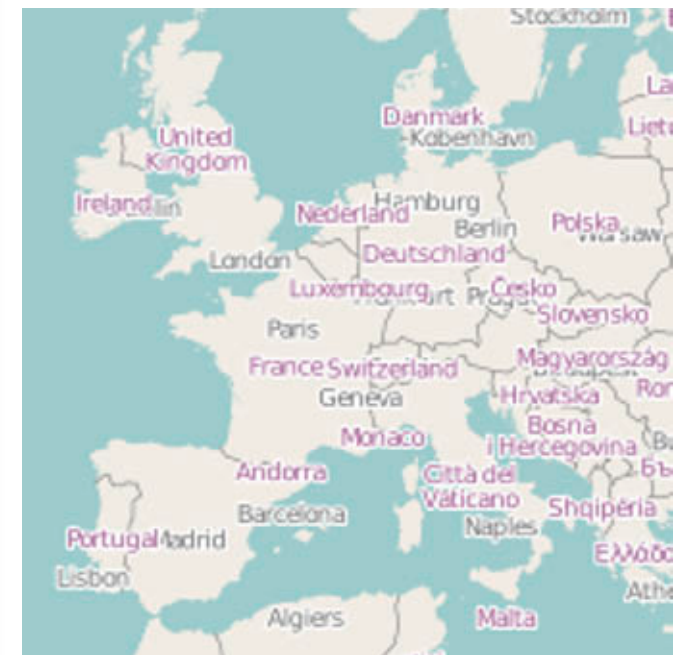 Stockholm
Danmark
København
United
Kingdom
Ireland
Hamburg
Nederland
Berlin
Polska
Warsaw
London
Deutschland
Luxembourg
Česko
Slovensko
Paris
France
Switzerland
Magyarország
Geneva
Hrvatska
Monaco
Bosna
i Hercegovina
Andorra
Città del
Vaticano
Barcelona
Naples
Shqipëria
Portugal
Madrid
Lisbon
Algiers
Malta